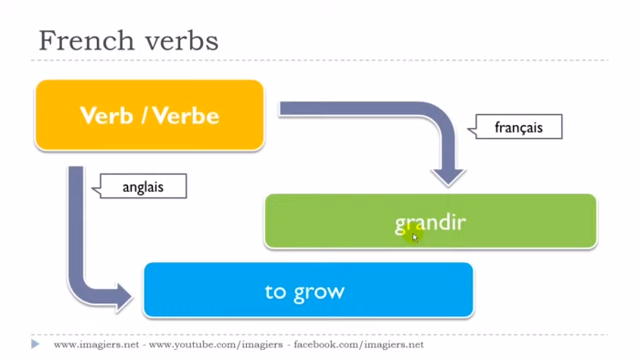 French verbs
Verb / Verbe
français
anglais
grandir
to grow
www.imagiers.net - www.youtube.com/imagiers - facebook.com/imagiers.net